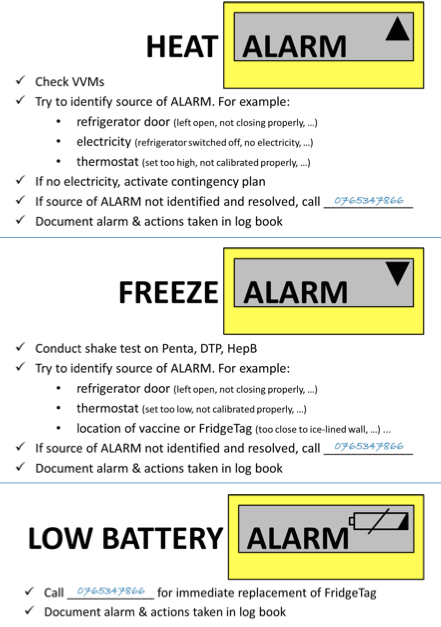 HEAT ALARM ▲
✓ Check VVMs
✓ Try to identify source of ALARM. For example:
• refrigerator door (left open, not closing properly, ...)
• electricity (refrigerator switched off, no electricity, ...)
• thermostat (set too high, not calibrated properly, ...)
✓ If no electricity, activate contingency plan
✓ If source of ALARM not identified and resolved, call 0765347866
✓ Document alarm & actions taken in log book
FREEZE ALARM ▼
✓ Conduct shake test on Penta, DTP, HepB
✓ Try to identify source of ALARM. For example:
• refrigerator door (left open, not closing properly, ...)
• thermostat (set too low, not calibrated properly, ...)
• location of vaccine or FridgeTag (too close to ice-lined wall, ...) ...
✓ If source of ALARM not identified and resolved, call 0765347866
✓ Document alarm & actions taken in log book
LOW BATTERY ALARM
✓ Call 0765347866 for immediate replacement of FridgeTag
✓ Document alarm & actions taken in log book